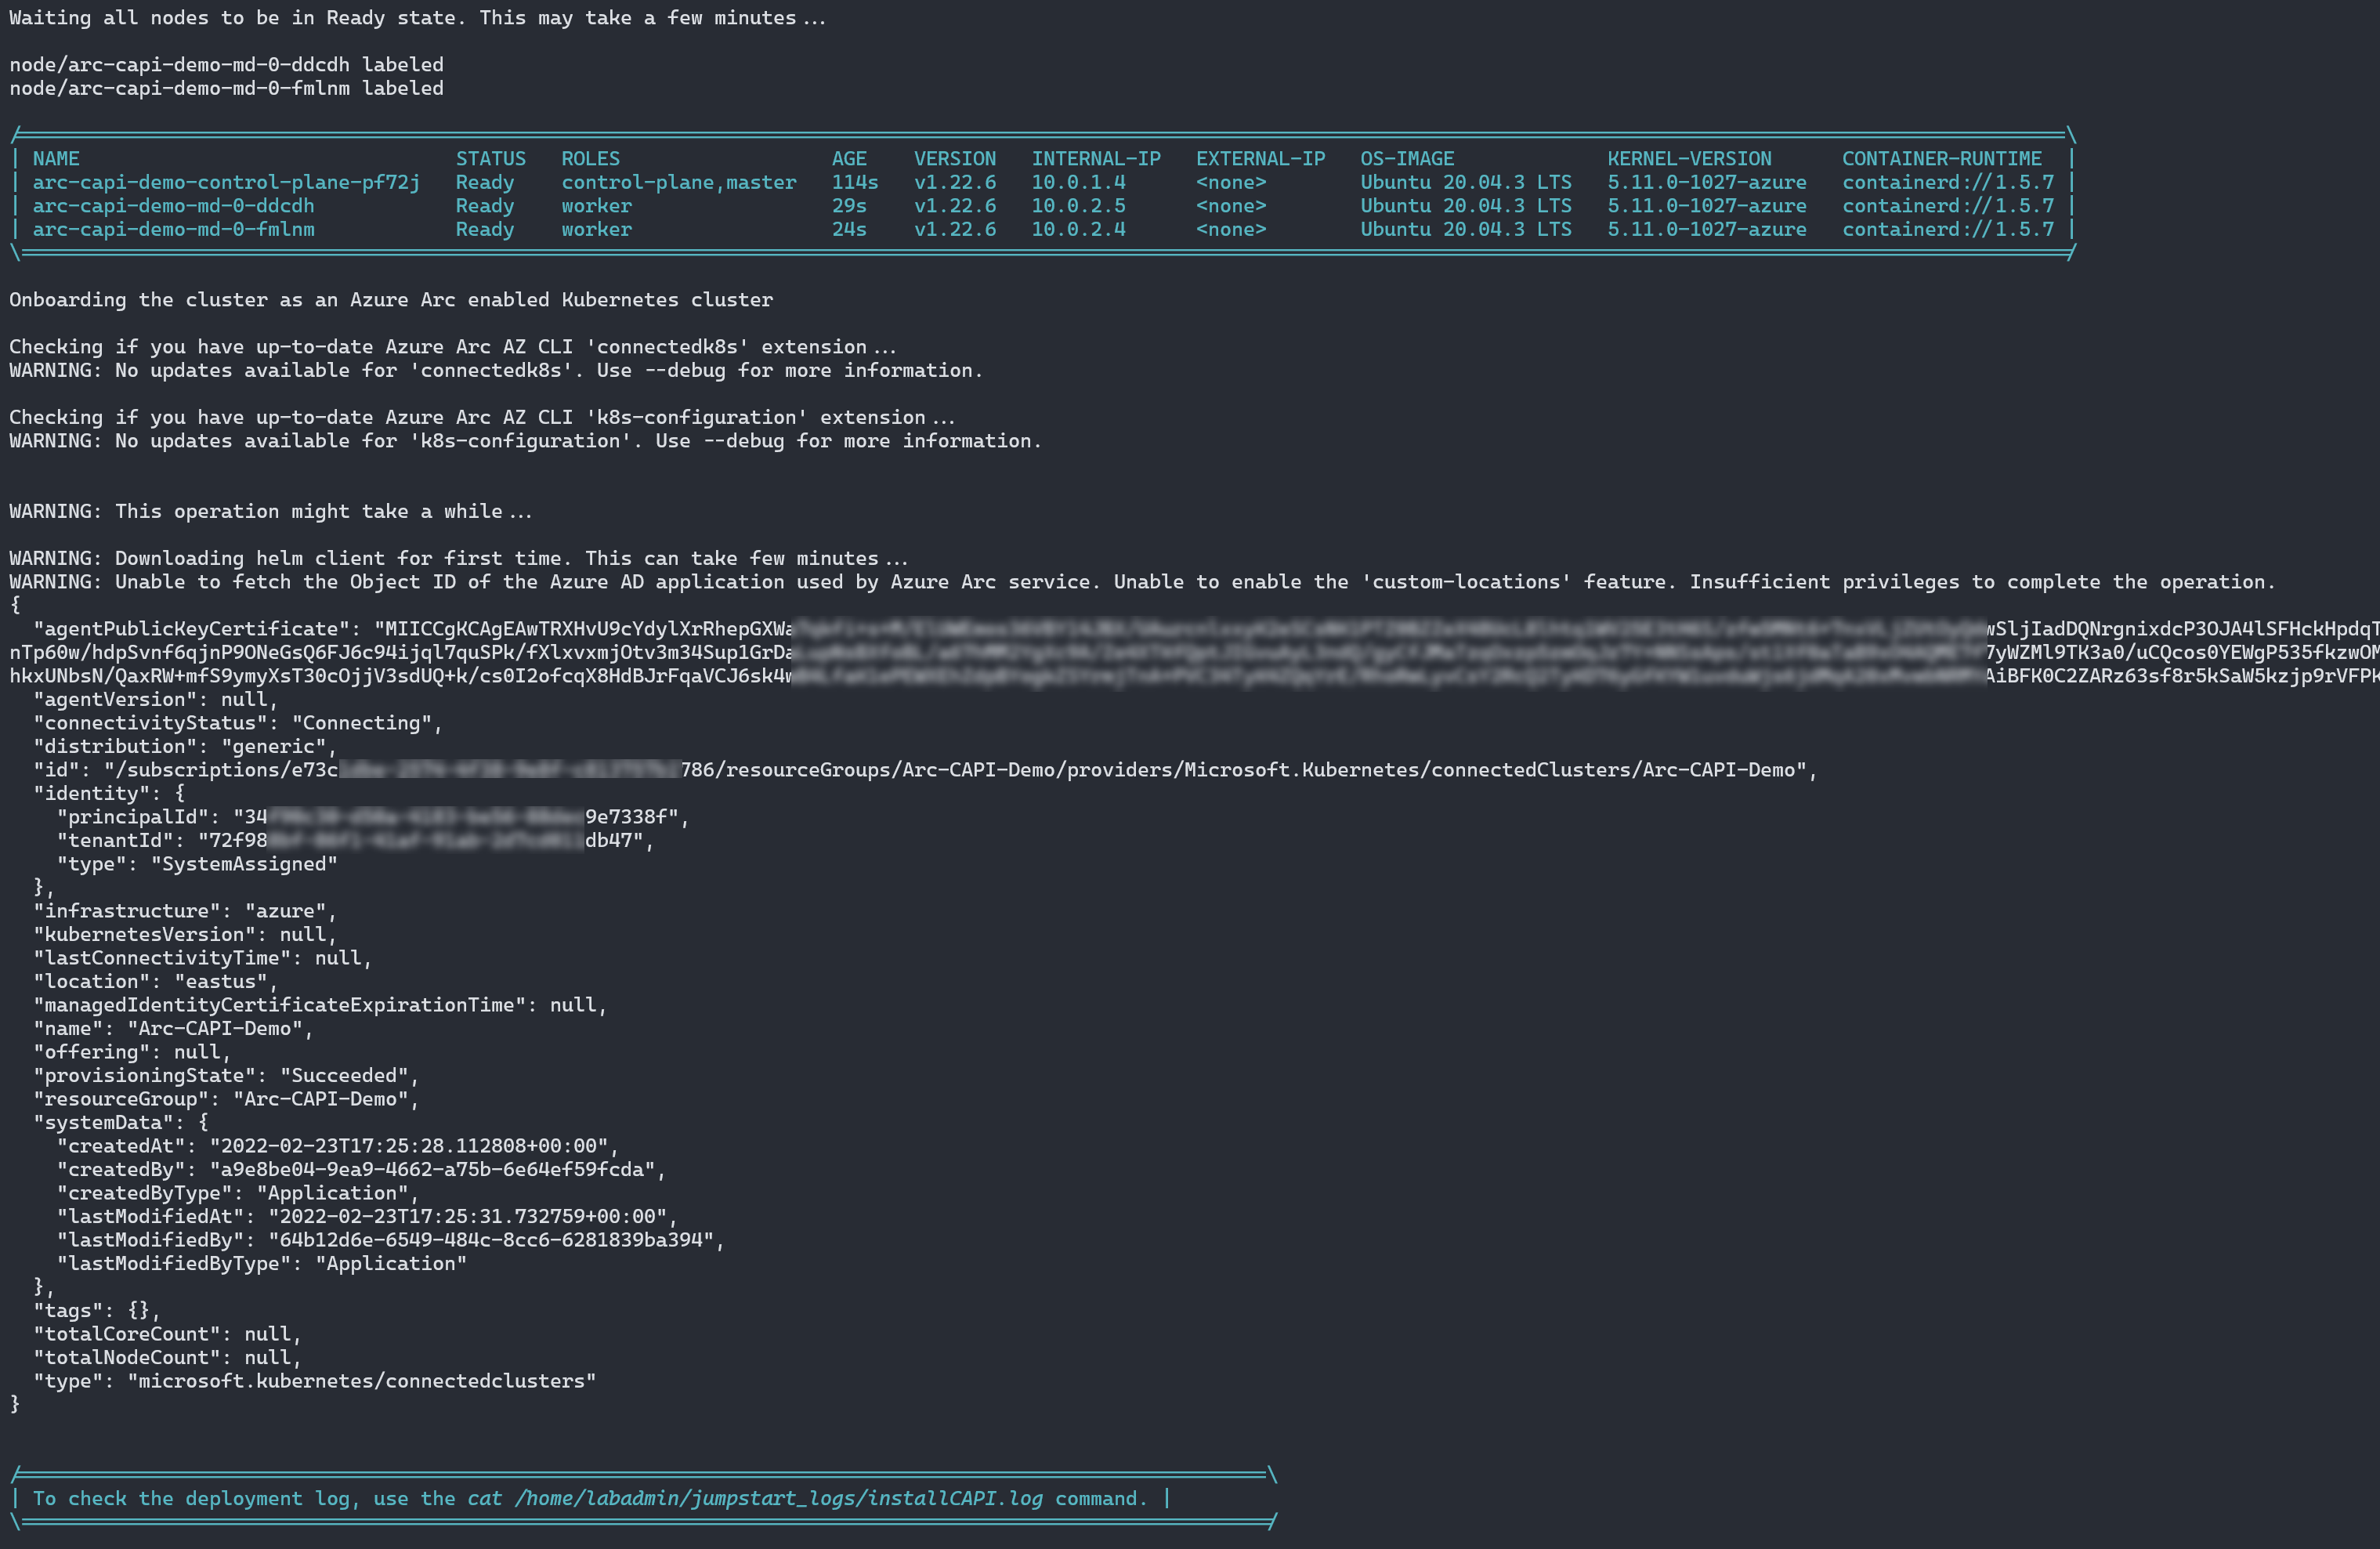 Waiting all nodes to be in Ready state. This may take a few minutes...
node/arc-capi-demo-md-0-ddcdh labeled
node/arc-capi-demo-md-0-fmlnm labeled
/==========\
| NAME STATUS ROLES AGE VERSION INTERNAL-IP EXTERNAL-IP OS-IMAGE KERNEL-VERSION CONTAINER-RUNTIME |
| arc-capi-demo-control-plane-pf72j Ready control-plane,master 114s v1.22.6 10.0.1.4 <none> Ubuntu 20.04.3 LTS 5.11.0-1027-azure containerd://1.5.7 |
| arc-capi-demo-md-0-ddcdh Ready worker 29s v1.22.6 10.0.2.5 <none> Ubuntu 20.04.3 LTS 5.11.0-1027-azure containerd://1.5.7 |
| arc-capi-demo-md-0-fmlnm Ready worker 24s v1.22.6 10.0.2.4 <none> Ubuntu 20.04.3 LTS 5.11.0-1027-azure containerd://1.5.7 |
\==========/
Onboarding the cluster as an Azure Arc enabled Kubernetes cluster
Checking if you have up-to-date Azure Arc AZ CLI 'connectedk8s' extension...
WARNING: No updates available for 'connectedk8s'. Use --debug for more information.
Checking if you have up-to-date Azure Arc AZ CLI 'k8s-configuration' extension...
WARNING: No updates available for 'k8s-configuration'. Use --debug for more information.
WARNING: This operation might take a while...
WARNING: Downloading helm client for first time. This can take few minutes...
WARNING: Unable to fetch the Object ID of the Azure AD application used by Azure Arc service. Unable to enable the 'custom-locations' feature. Insufficient privileges to complete the operation.
{
"agentPublicKeyCertificate": "MIICCgKCAgEAwTRXHvU9cYdylXrRhepGXWa wSljIadDQNrgnixdcP3OJA4lSFHckHpdqT
nTp60w/hdpSvnf6qjnP9ONeGsQ6FJ6c94ijql7quSPk/fXlxvxmjOtv3m34Sup1GrDa 7yWZMl9TK3a0/uCQcos0YEWgP535fkzwOM
hkxUNbsN/QaxRW+mfS9ymyXsT30cOjjV3sdUQ+k/cs0I2ofcqX8HdBJrFqaVCJ6sk4w AiBFK0C2ZARz63sf8r5kSaW5kzjp9rVFPk
"agentVersion": null,
"connectivityStatus": "Connecting",
"distribution": "generic",
"id": "/subscriptions/e73c 786/resourceGroups/Arc-CAPI-Demo/providers/Microsoft.Kubernetes/connectedClusters/Arc-CAPI-Demo",
"identity": {
"principalId": "34 9e7338f",
"tenantId": "72f98 db47",
"type": "SystemAssigned"
},
"infrastructure": "azure",
"kubernetesVersion": null,
"lastConnectivityTime": null,
"location": "eastus",
"managedIdentityCertificateExpirationTime": null,
"name": "Arc-CAPI-Demo",
"offering": null,
"provisioningState": "Succeeded",
"resourceGroup": "Arc-CAPI-Demo",
"systemData": {
"createdAt": "2022-02-23T17:25:28.112808+00:00",
"createdBy": "a9e8be04-9ea9-4662-a75b-6e64ef59fcda",
"createdByType": "Application",
"lastModifiedAt": "2022-02-23T17:25:31.732759+00:00",
"lastModifiedBy": "64b12d6e-6549-484c-8cc6-6281839ba394",
"lastModifiedByType": "Application"
},
"tags": {},
"totalCoreCount": null,
"totalNodeCount": null,
"type": "microsoft.kubernetes/connectedclusters"
}
/==========\
| To check the deployment log, use the cat /home/labadmin/jumpstart_logs/installCAPI.log command. |
\==========/